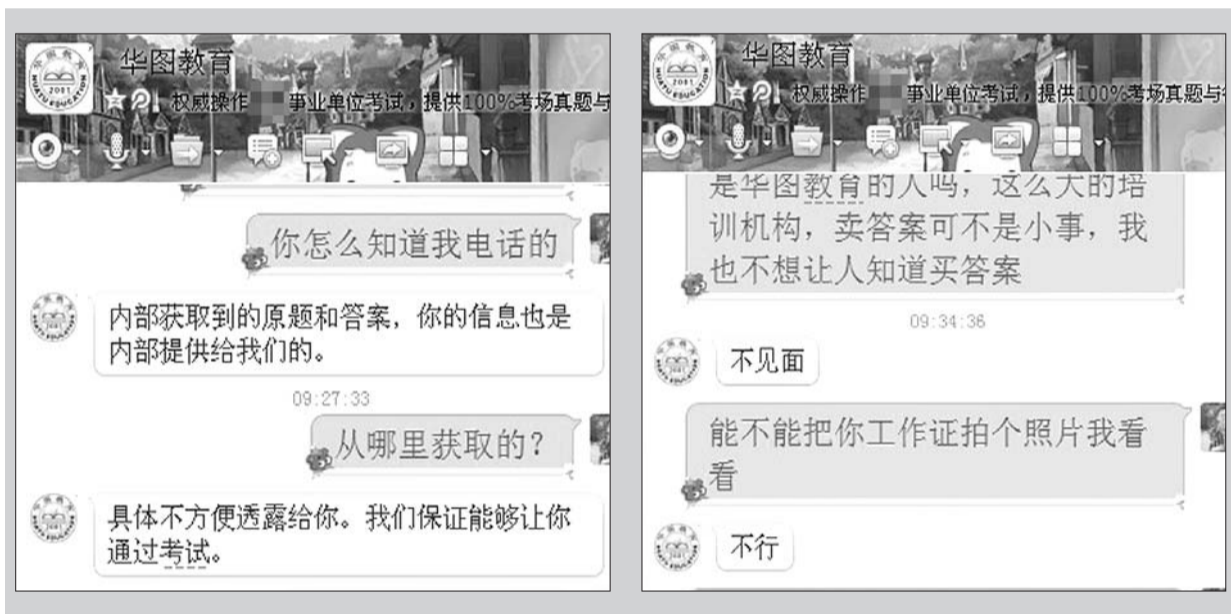 华图教育
权威操作 事业单位考试，提供100%考场真题与
你怎么知道我电话的
内部获取到的原题和答案，你的信息也是
内部提供给我们的。
09:27:33
从哪里获取的？
具体不方便透露给你。我们保证能够让你
通过考试。
华图教育
权威操作 事业单位考试，提供100%考场真题与
是华图教育的人吗，这么大的培
训机构，卖答案可不是小事，我
也不想让人知道买答案
09:34:36
不见面
能不能把你工作证拍个照片我看
看
不行